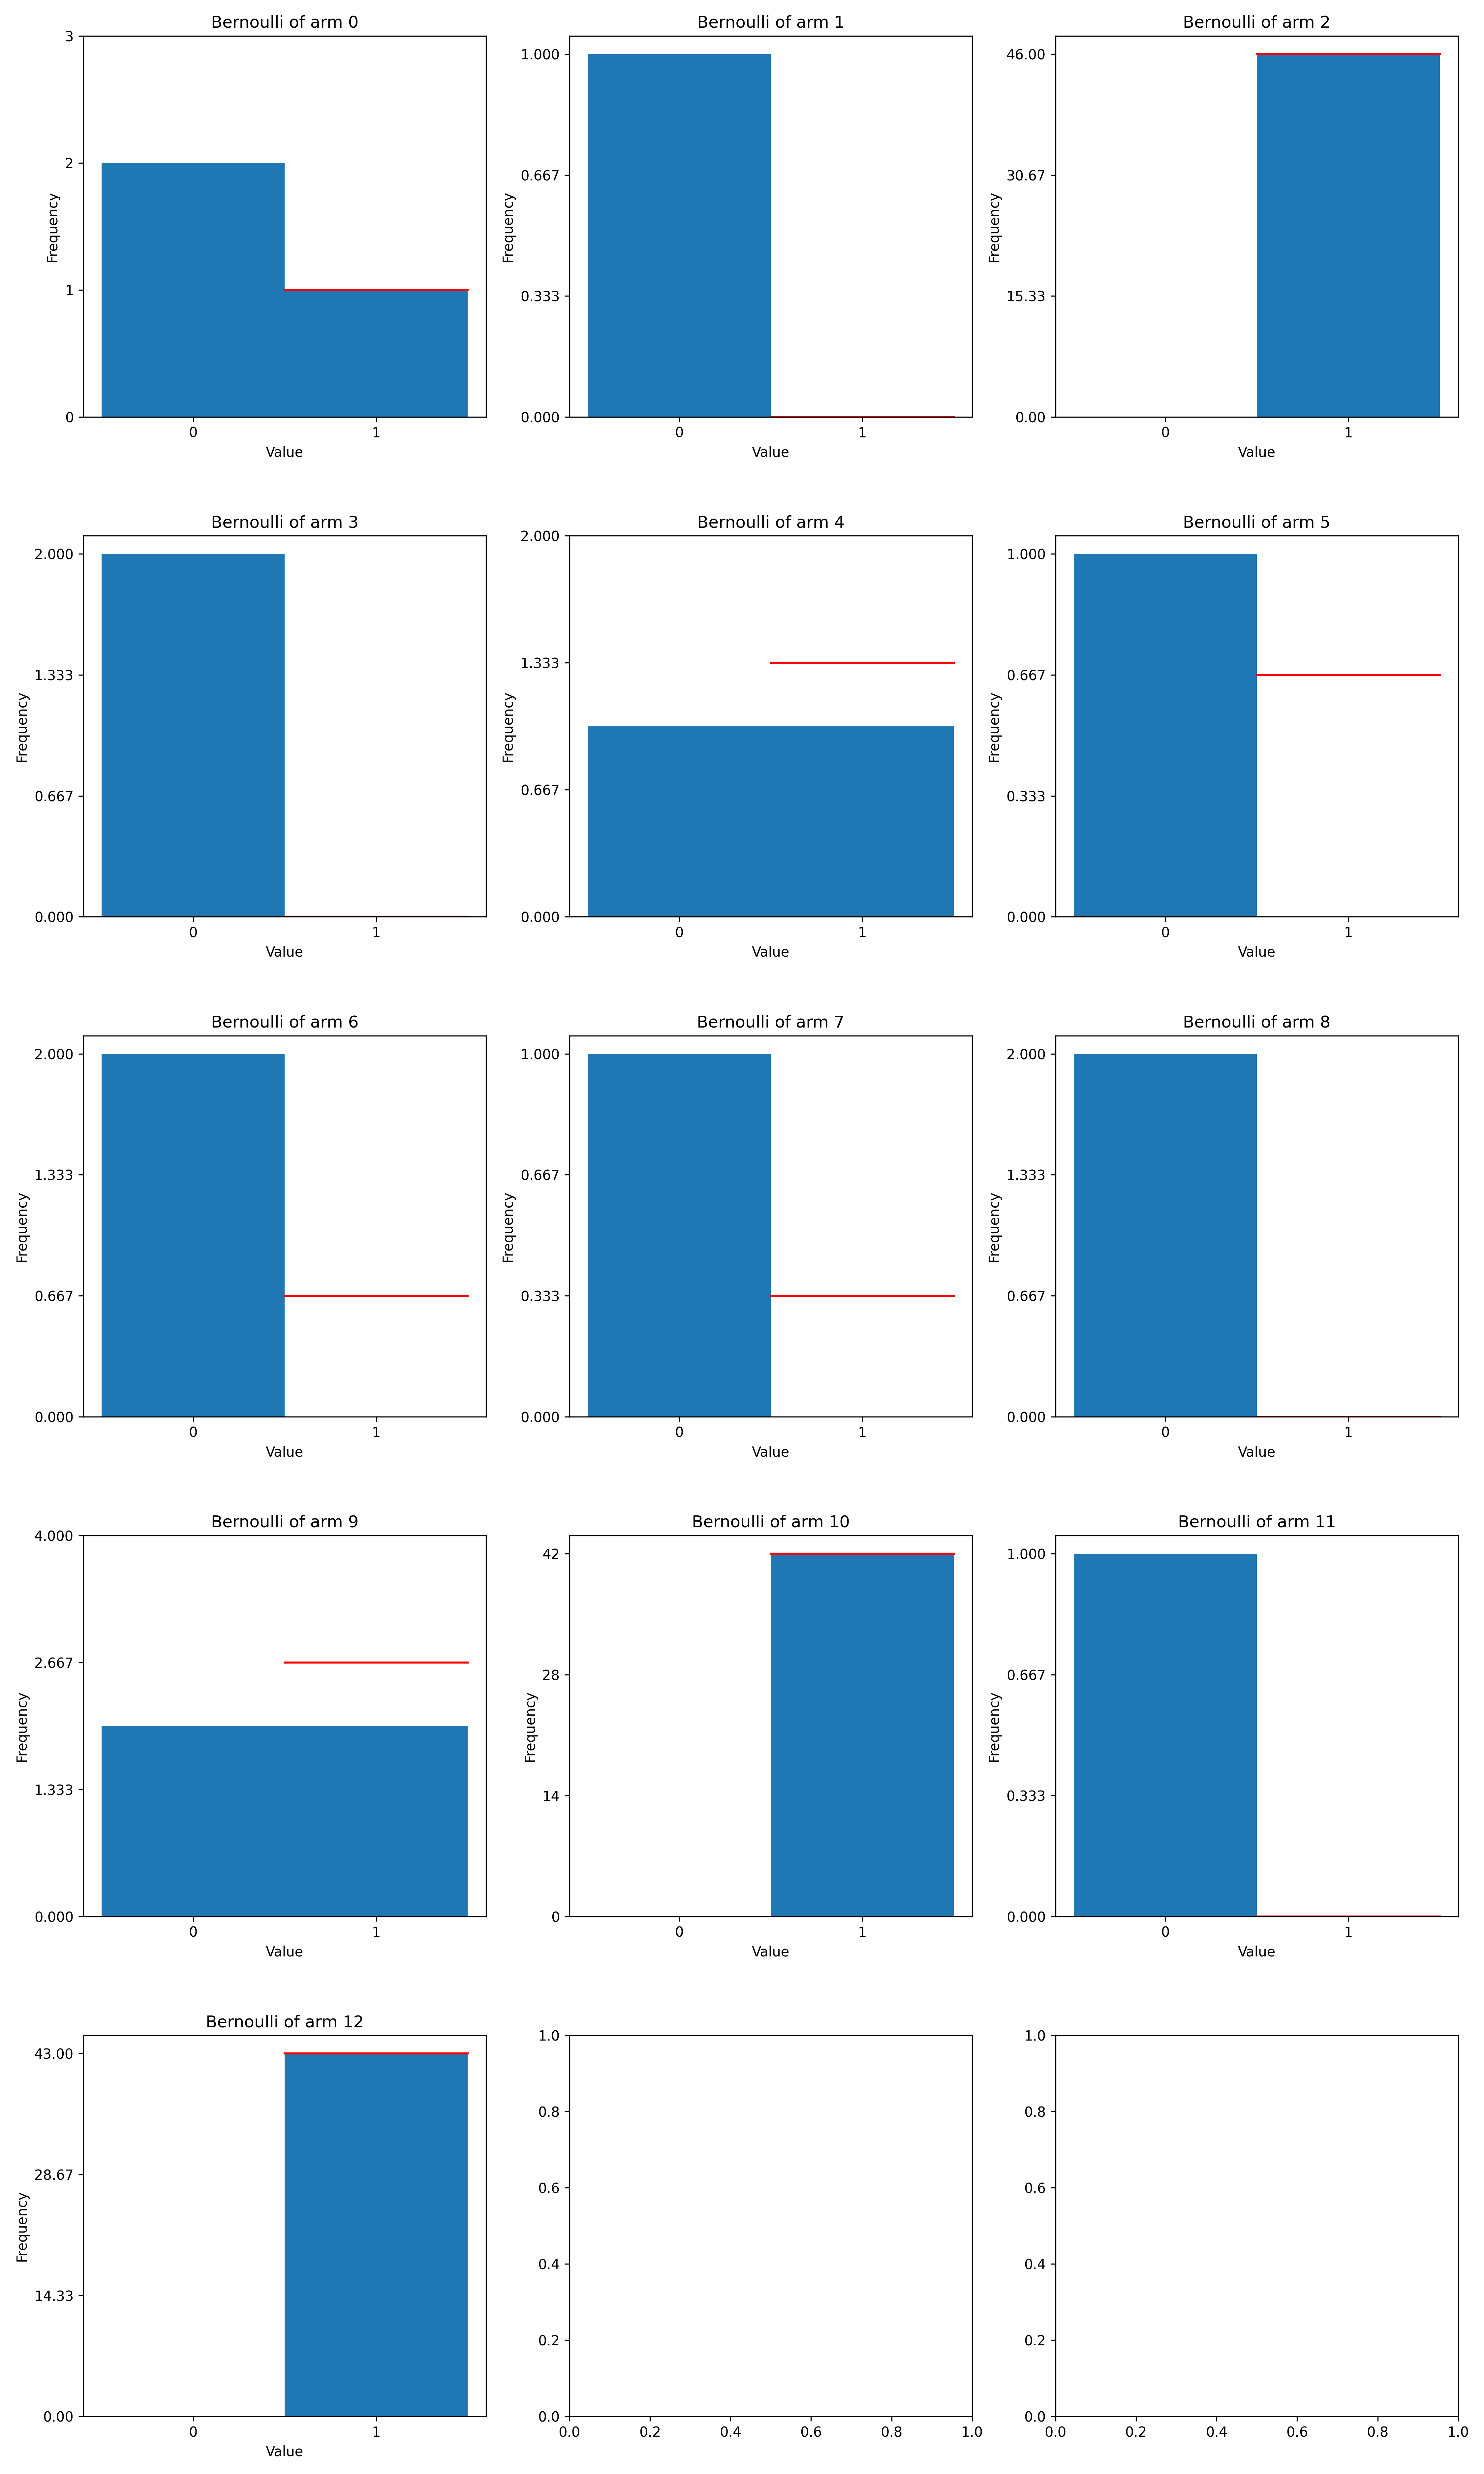 Bernoulli of arm 0
3
2
1
0
Frequency
0 1
Value
Bernoulli of arm 1
1.000
0.667
0.333
0.000
Frequency
0 1
Value
Bernoulli of arm 2
46.00
30.67
15.33
0.00
Frequency
0 1
Value
Bernoulli of arm 3
2.000
1.333
0.667
0.000
Frequency
0 1
Value
Bernoulli of arm 4
2.000
1.333
0.667
0.000
Frequency
0 1
Value
Bernoulli of arm 5
1.000
0.667
0.333
0.000
Frequency
0 1
Value
Bernoulli of arm 6
2.000
1.333
0.667
0.000
Frequency
0 1
Value
Bernoulli of arm 7
1.000
0.667
0.333
0.000
Frequency
0 1
Value
Bernoulli of arm 8
2.000
1.333
0.667
0.000
Frequency
0 1
Value
Bernoulli of arm 9
4.000
2.667
1.333
0.000
Frequency
0 1
Value
Bernoulli of arm 10
42
28
14
0
Frequency
0 1
Value
Bernoulli of arm 11
1.000
0.667
0.333
0.000
Frequency
0 1
Value
Bernoulli of arm 12
43.00
28.67
14.33
0.00
Frequency
0 1
Value
1.0
0.8
0.6
0.4
0.2
0.0
0.0 0.2 0.4 0.6 0.8 1.0
1.0
0.8
0.6
0.4
0.2
0.0
0.0 0.2 0.4 0.6 0.8 1.0